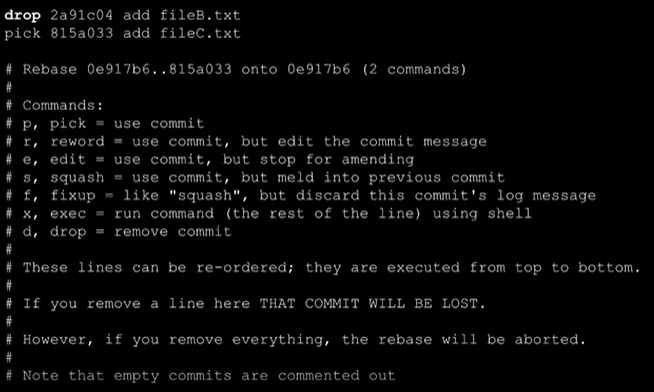 drop 2a91c04 add fileB.txt
pick 815a033 add fileC.txt
# Rebase 0e917b6..815a033 onto 0e917b6 (2 commands)
#
# Commands:
# p, pick = use commit
# r, reword = use commit, but edit the commit message
# e, edit = use commit, but stop for amending
# s, squash = use commit, but meld into previous commit
# f, fixup = like "squash", but discard this commit's log message
# x, exec = run command (the rest of the line) using shell
# d, drop = remove commit
#
# These lines can be re-ordered; they are executed from top to bottom.
#
# If you remove a line here THAT COMMIT WILL BE LOST.
#
# However, if you remove everything, the rebase will be aborted.
#
# Note that empty commits are commented out